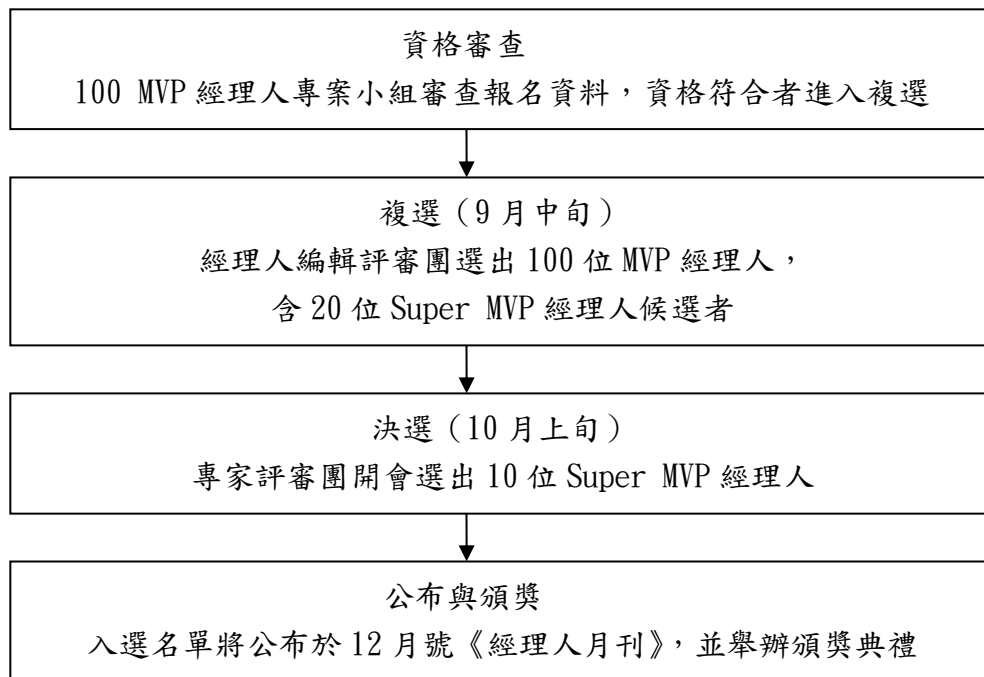 資格審查
100 MVP 經理人專案小組審查報名資料，資格符合者進入複選
複選（9 月中旬）
經理人編輯評審團選出 100 位 MVP 經理人，
含 20 位 Super MVP 經理人候選者
決選（10 月上旬）
專家評審團開會選出 10 位 Super MVP 經理人
公布與頒獎
入選名單將公布於 12 月號《經理人月刊》，並舉辦頒獎典禮